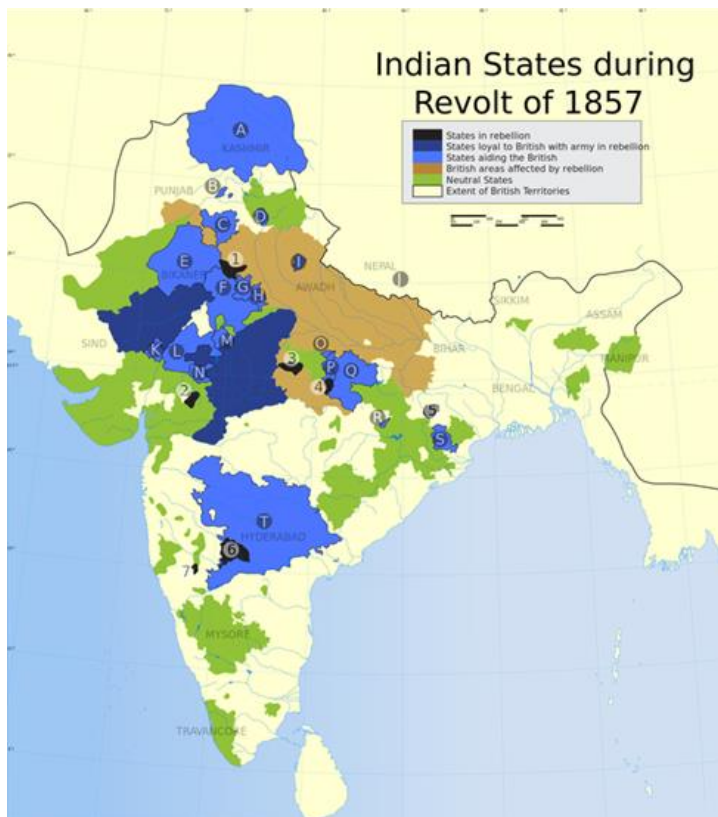 Indian States during
Revolt of 1857
States in rebellion
States loyal to British with army in rebellion
States aiding the British
British areas affected by rebellion
Neutral States
Extent of British Territories
A
KASHMIR
B
PUNJAB
C
D
E
BIKANER
1
I
AWADH
NEPAL
J
F
G
H
SIKKIM
ASSAM
SIND
K
L
M
O
BIHAR
MANIPUR
N
3
P
Q
2
4
BENGAL
R
5
S
T
HYDERABAD
6
7
MYSORE
TRAVANCORE